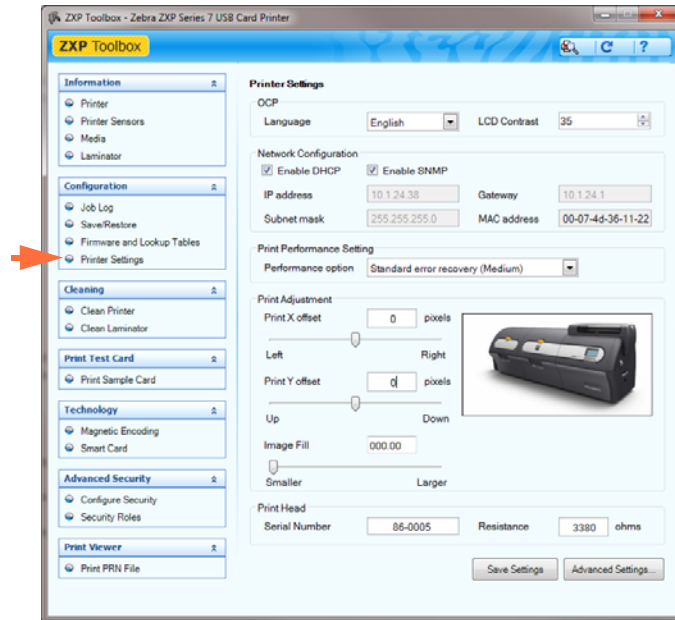 ZXP Toolbox - Zebra ZXP Series 7 USB Card Printer
ZXP Toolbox
?
Information
Printer
Printer Sensors
Media
Laminator
Configuration
Job Log
Save/Restore
Firmware and Lookup Tables
Printer Settings
Cleaning
Clean Printer
Clean Laminator
Print Test Card
Print Sample Card
Technology
Magnetic Encoding
Smart Card
Advanced Security
Configure Security
Security Roles
Print Viewer
Print PRN File
Printer Settings
OCP
Language English LCD Contrast 35
Network Configuration
Enable DHCP Enable SNMP
IP address 10.1.24.38 Gateway 10.1.24.1
Subnet mask 255.255.255.0 MAC address 00-07-4d-36-11-22
Print Performance Setting
Performance option Standard error recovery (Medium)
Print Adjustment
Print X offset 0 pixels
Left Right
Print Y offset 0 pixels
Up Down
Image Fill 000.00
Smaller Larger
Print Head
Serial Number 86-0005 Resistance 3380 ohms
Save Settings Advanced Settings...